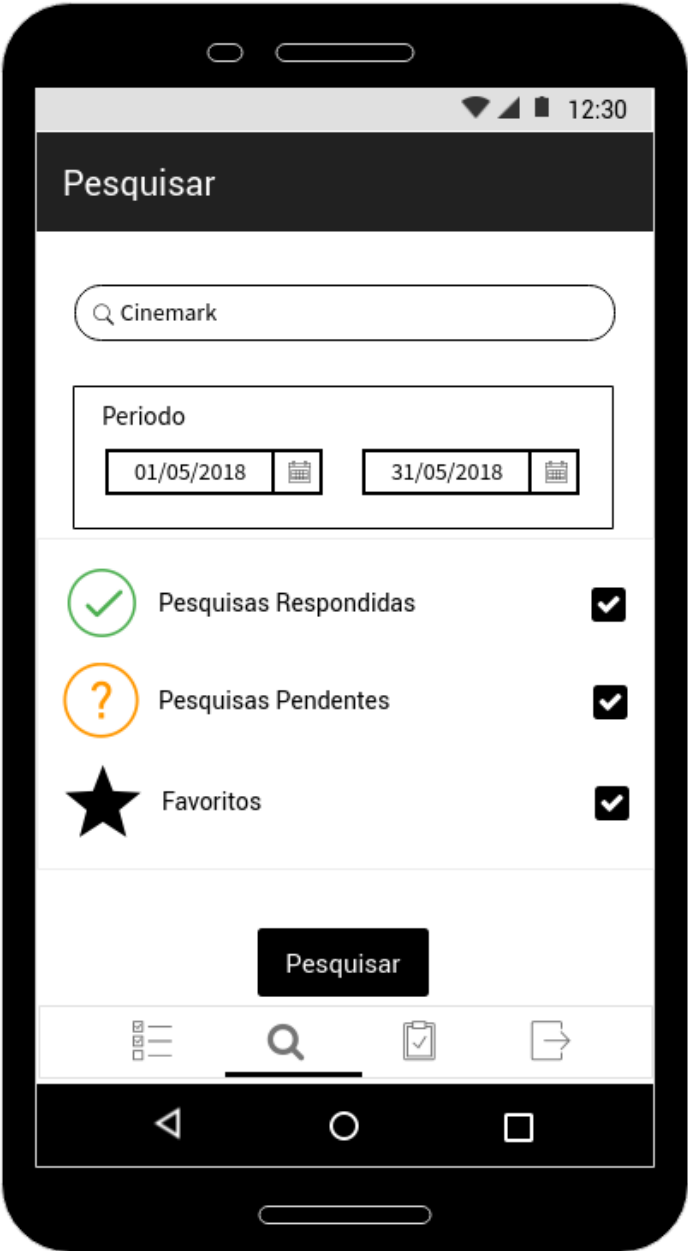 12:30
Pesquisar
Cinemark
Periodo
01/05/2018 31/05/2018
Pesquisas Respondidas
?
Pesquisas Pendentes
Favoritos
Pesquisar